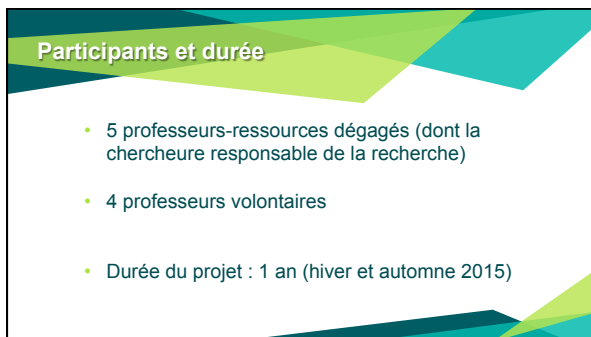 Participants et durée
• 5 professeurs-ressources dégagés (dont la
chercheure responsable de la recherche)
• 4 professeurs volontaires
• Durée du projet : 1 an (hiver et automne 2015)